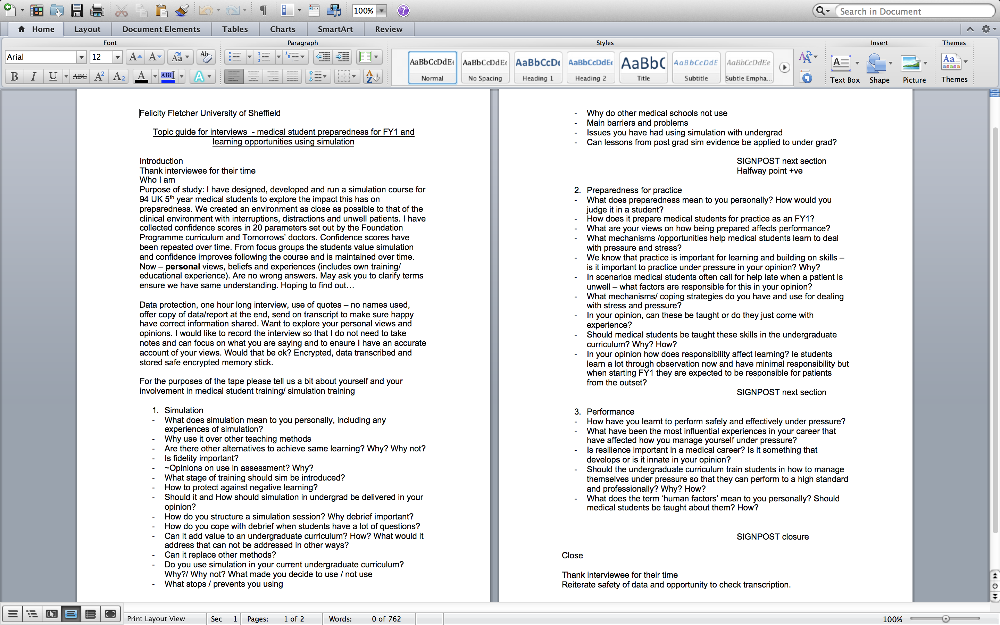 100%
Search in Document
Home
Layout
Document Elements
Tables
Charts
SmartArt
Review
Font
Paragraph
Styles
Insert
Themes
Arial
12
AaBbCcDdEe
AaBbCcDdEe
AaBbCcDd
AaBbCcDdEe
AaBbC
AaBbCcDdE
AaBbCcDdEe
Normal
No Spacing
Heading 1
Heading 2
Title
Subtitle
Subtle Empha...
Text Box
Shape
Picture
Themes
Felicity Fletcher University of Sheffield
Topic guide for interviews - medical student preparedness for FY1 and
learning opportunities using simulation
Introduction
Thank interviewee for their time
Who I am
Purpose of study: I have designed, developed and run a simulation course for
94 UK 5th year medical students to explore the impact this has on
preparedness. We created an environment as close as possible to that of the
clinical environment with interruptions, distractions and unwell patients. I have
collected confidence scores in 20 parameters set out by the Foundation
Programme curriculum and Tomorrows’ doctors. Confidence scores have
been repeated over time. From focus groups the students value simulation
and confidence improves following the course and is maintained over time.
Now – personal views, beliefs and experiences (includes own training/
educational experience). Are no wrong answers. May ask you to clarify terms
ensure we have same understanding. Hoping to find out…
Data protection, one hour long interview, use of quotes – no names used,
offer copy of data/report at the end, send on transcript to make sure happy
have correct information shared. Want to explore your personal views and
opinions. I would like to record the interview so that I do not need to take
notes and can focus on what you are saying and to ensure I have an accurate
account of your views. Would that be ok? Encrypted, data transcribed and
stored safe encrypted memory stick.
For the purposes of the tape please tell us a bit about yourself and your
involvement in medical student training/ simulation training
1. Simulation
- What does simulation mean to you personally, including any
experiences of simulation?
- Why use it over other teaching methods
- Are there other alternatives to achieve same learning? Why? Why not?
- Is fidelity important?
- ~Opinions on use in assessment? Why?
- What stage of training should sim be introduced?
- How to protect against negative learning?
- Should it and How should simulation in undergrad be delivered in your
opinion?
- How do you structure a simulation session? Why debrief important?
- How do you cope with debrief when students have a lot of questions?
- Can it add value to an undergraduate curriculum? How? What would it
address that can not be addressed in other ways?
- Can it replace other methods?
- Do you use simulation in your current undergraduate curriculum?
Why?/ Why not? What made you decide to use / not use
- What stops / prevents you using
- Why do other medical schools not use
- Main barriers and problems
- Issues you have had using simulation with undergrad
- Can lessons from post grad sim evidence be applied to under grad?
SIGNPOST next section
Halfway point +ve
2. Preparedness for practice
- What does preparedness mean to you personally? How would you
judge it in a student?
- How does it prepare medical students for practice as an FY1?
- What are your views on how being prepared affects performance?
- What mechanisms /opportunities help medical students learn to deal
with pressure and stress?
- We know that practice is important for learning and building on skills –
is it important to practice under pressure in your opinion? Why?
- In scenarios medical students often call for help late when a patient is
unwell – what factors are responsible for this in your opinion?
- What mechanisms/ coping strategies do you have and use for dealing
with stress and pressure?
- In your opinion, can these be taught or do they just come with
experience?
- Should medical students be taught these skills in the undergraduate
curriculum? Why? How?
- In your opinion how does responsibility affect learning? Ie students
learn a lot through observation now and have minimal responsibility but
when starting FY1 they are expected to be responsible for patients
from the outset?
SIGNPOST next section
3. Performance
- How have you learnt to perform safely and effectively under pressure?
- What have been the most influential experiences in your career that
have affected how you manage yourself under pressure?
- Is resilience important in a medical career? Is it something that
develops or is it innate in your opinion?
- Should the undergraduate curriculum train students in how to manage
themselves under pressure so that they can perform to a high standard
and professionally? Why? How?
- What does the term ‘human factors’ mean to you personally? Should
medical students be taught about them? How?
SIGNPOST closure
Close
Thank interviewee for their time
Reiterate safety of data and opportunity to check transcription.
Print Layout View
Sec 1
Pages: 1 of 2
Words: 0 of 762
100%